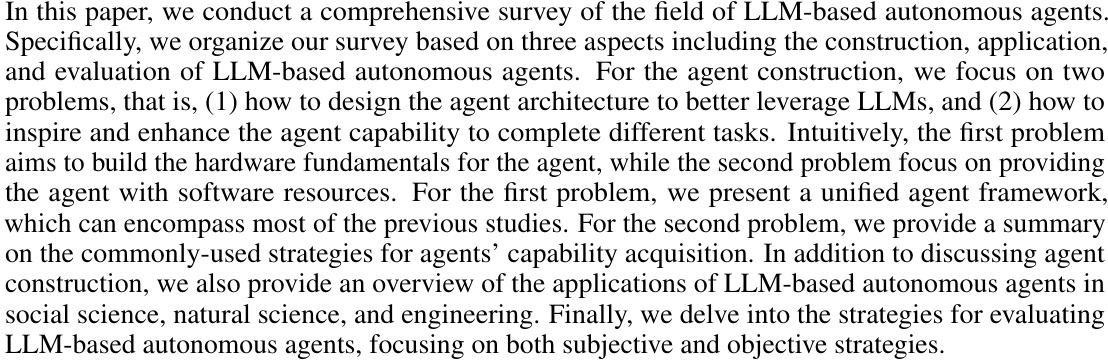 In this paper, we conduct a comprehensive survey of the field of LLM-based autonomous agents.
Specifically, we organize our survey based on three aspects including the construction, application,
and evaluation of LLM-based autonomous agents. For the agent construction, we focus on two
problems, that is, (1) how to design the agent architecture to better leverage LLMs, and (2) how to
inspire and enhance the agent capability to complete different tasks. Intuitively, the first problem
aims to build the hardware fundamentals for the agent, while the second problem focus on providing
the agent with software resources. For the first problem, we present a unified agent framework,
which can encompass most of the previous studies. For the second problem, we provide a summary
on the commonly-used strategies for agents’ capability acquisition. In addition to discussing agent
construction, we also provide an overview of the applications of LLM-based autonomous agents in
social science, natural science, and engineering. Finally, we delve into the strategies for evaluating
LLM-based autonomous agents, focusing on both subjective and objective strategies.